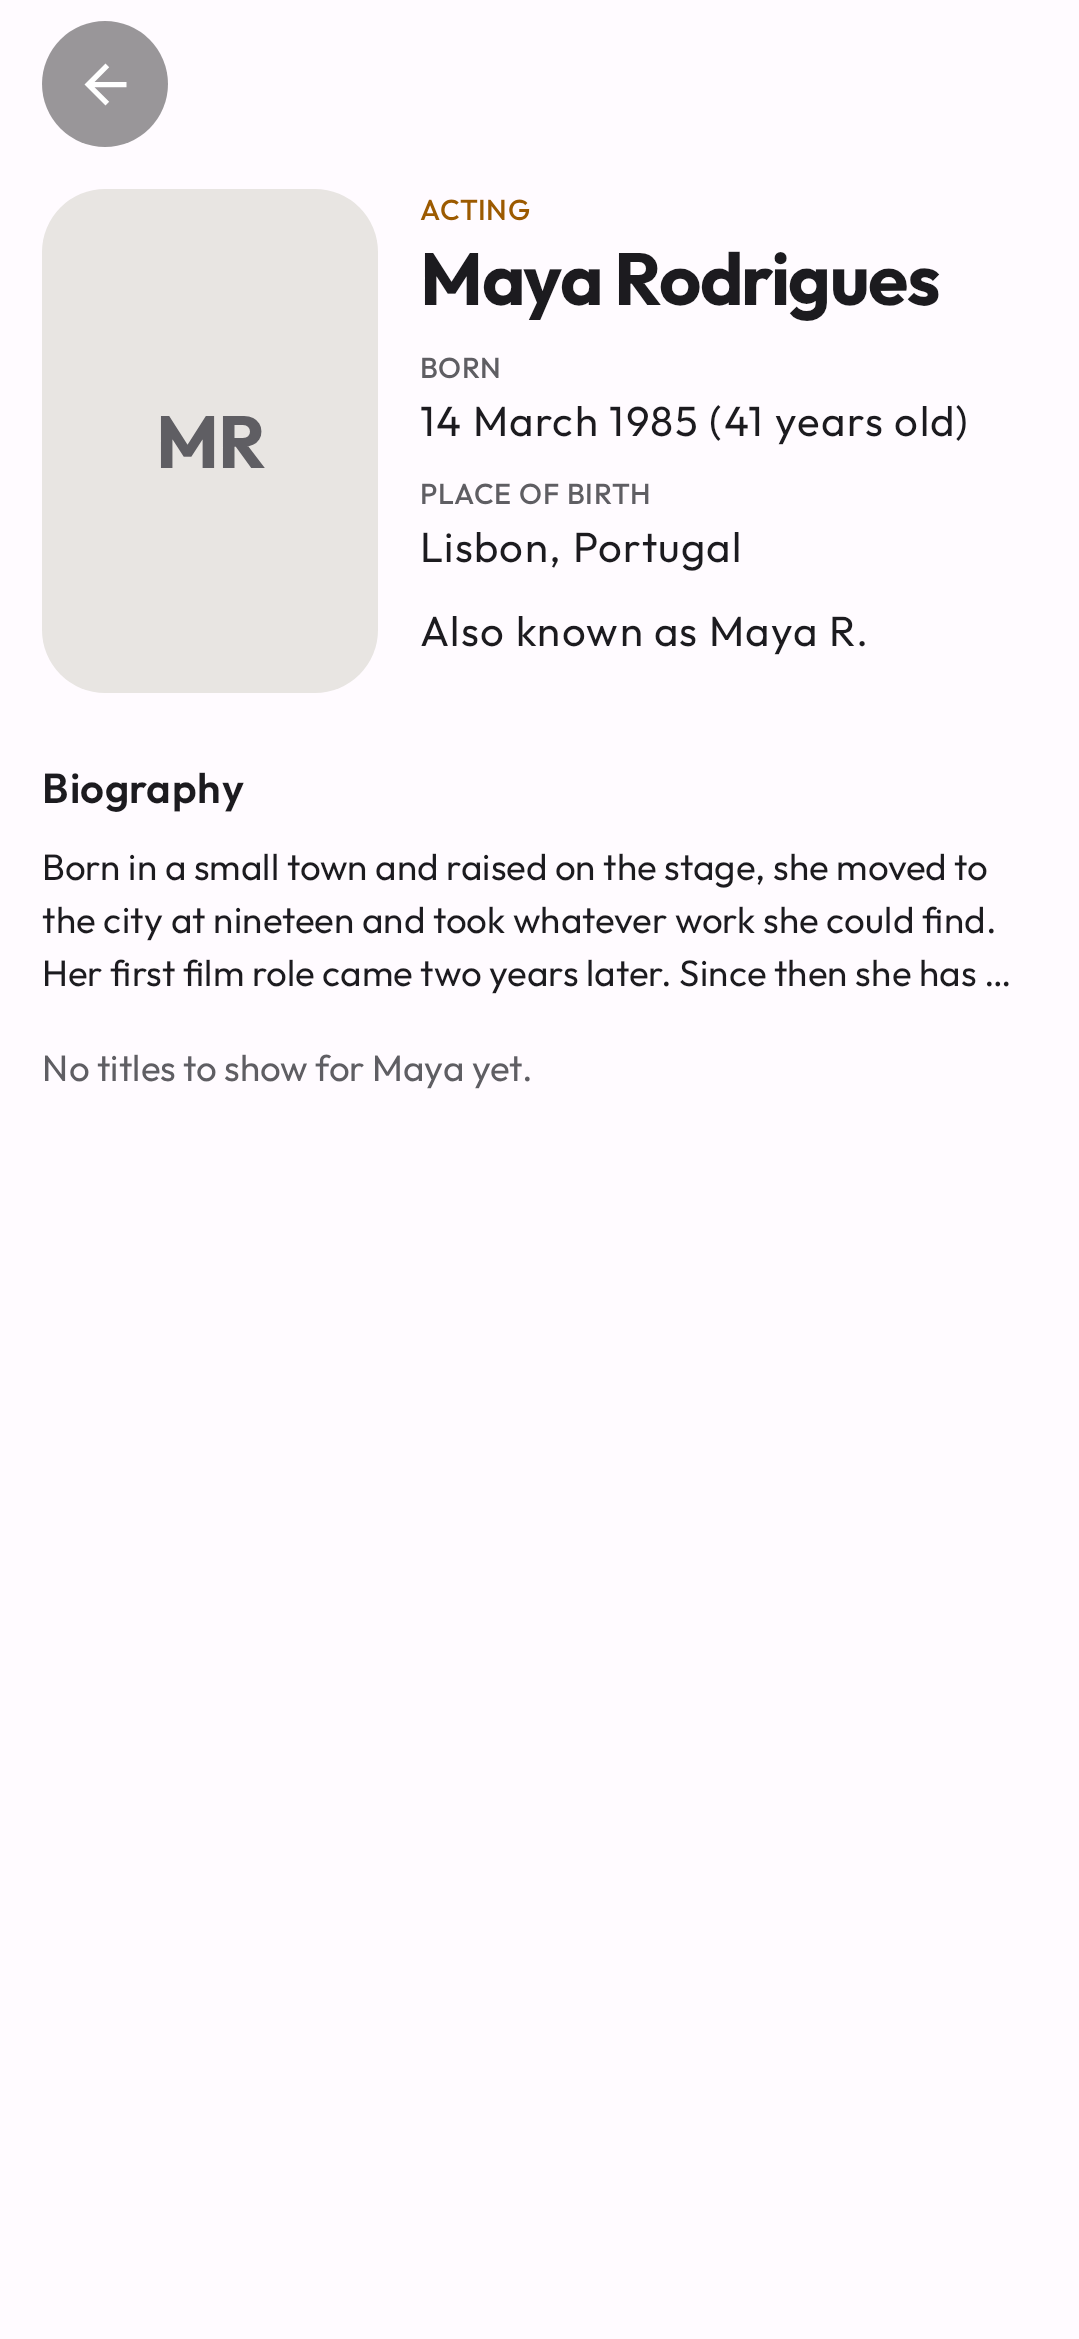 MR
ACTING
Maya Rodrigues
BORN
14 March 1985 (41 years old)
PLACE OF BIRTH
Lisbon, Portugal
Also known as Maya R.
Biography
Born in a small town and raised on the stage, she moved to
the city at nineteen and took whatever work she could find.
Her first film role came two years later. Since then she has …
No titles to show for Maya yet.